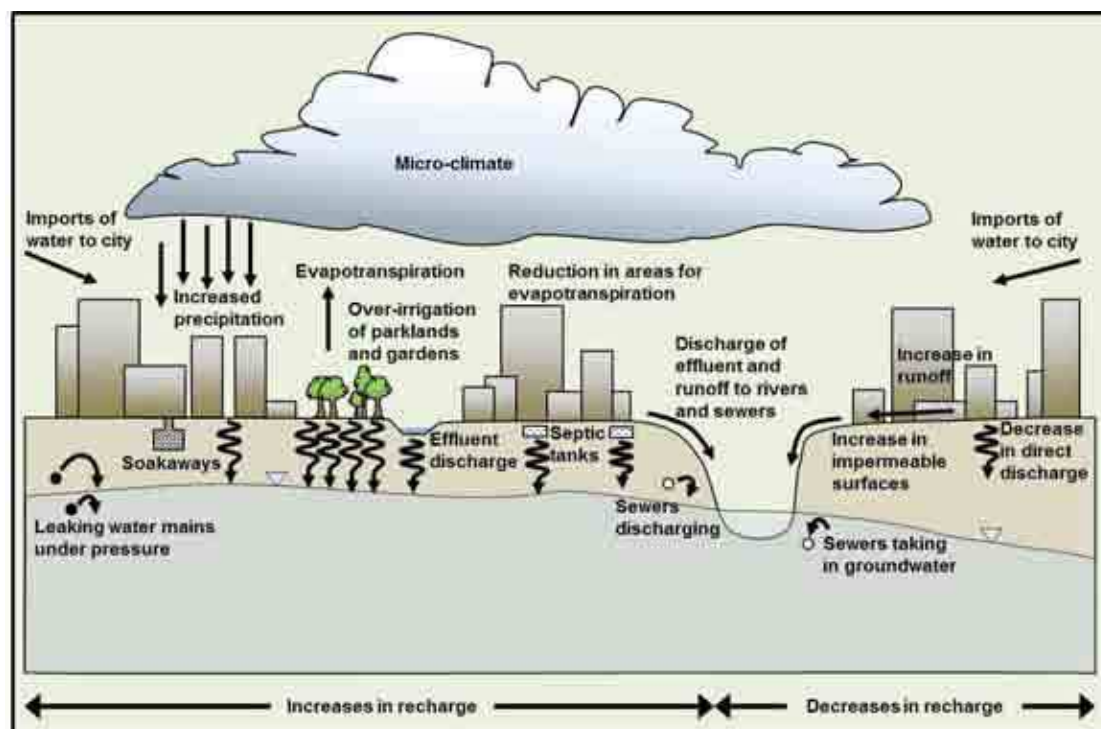 Micro-climate
Imports of
water to city
Imports of
water to city
Increased
precipitation
Evapotranspiration
Over-irrigation
of parklands
and gardens
Reduction in areas for
evapotranspiration
Discharge of
effluent and
runoff to rivers
and sewers
Increase in
runoff
Soakaways
Effluent
discharge
Septic
tanks
Increase in
impermeable
surfaces
Decrease
in direct
discharge
Leaking water mains
under pressure
Sewers
discharging
Sewers taking
in groundwater
Increases in recharge
Decreases in recharge